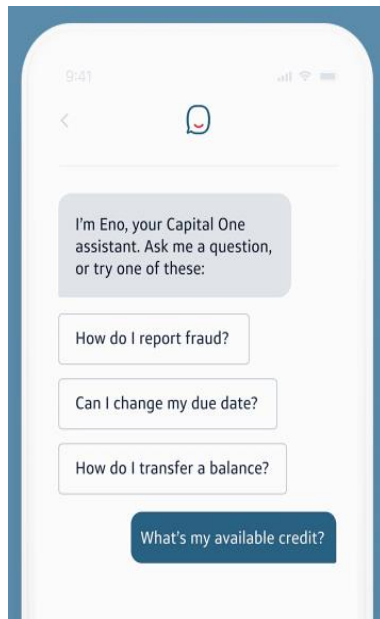 9:41
I'm Eno, your Capital One
assistant. Ask me a question,
or try one of these:
How do I report fraud?
Can I change my due date?
How do I transfer a balance?
What's my available credit?